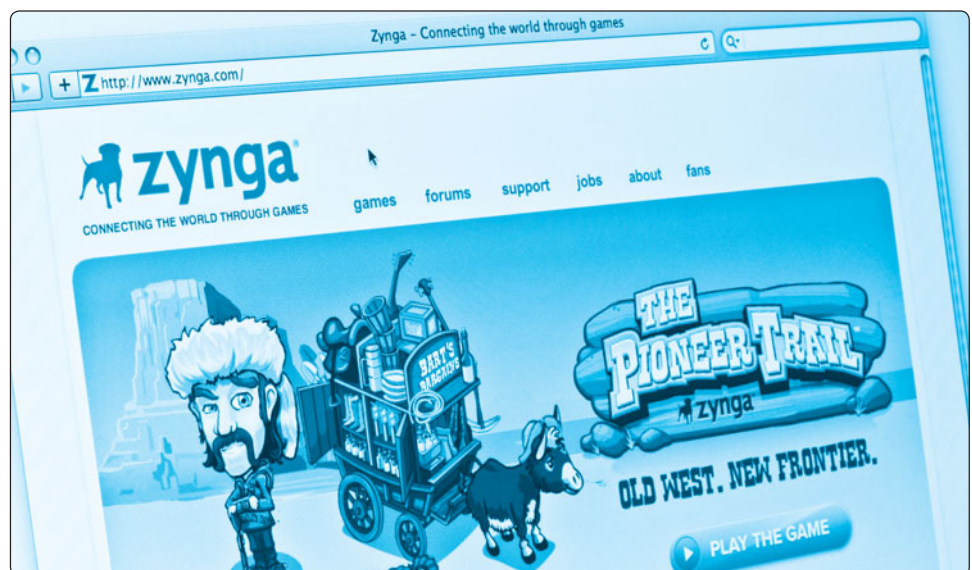 Zynga – Connecting the world through games
+ Z http://www.zynga.com/
zynga®
CONNECTING THE WORLD THROUGH GAMES
games forums support jobs about fans
BART'S
BARGAINS
THE
PIONEER TRAIL
zynga
OLD WEST. NEW FRONTIER.
PLAY THE GAME